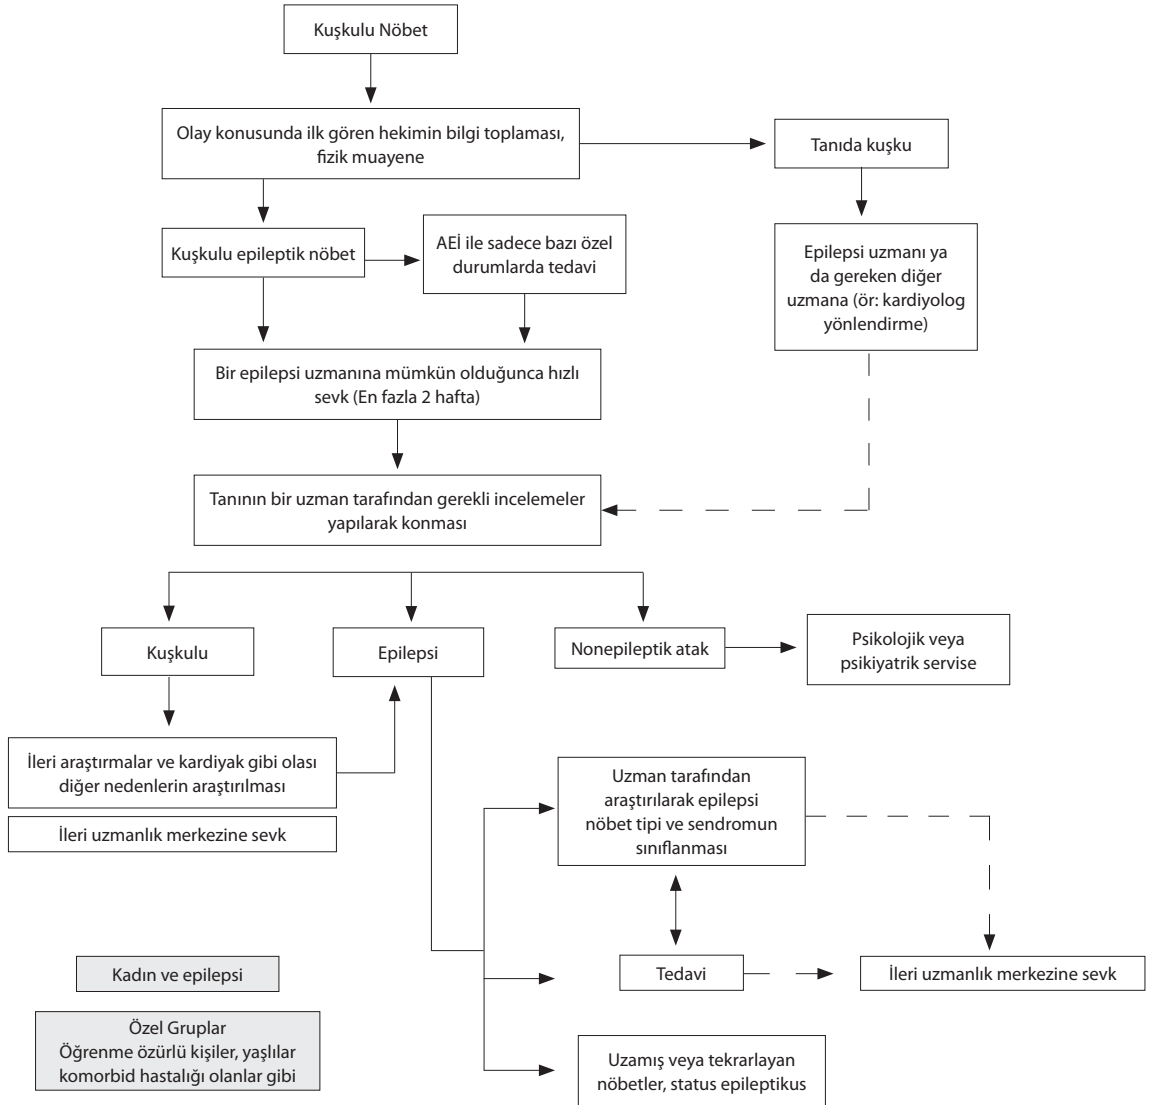 Kuşkulu Nöbet
Olay konusunda ilk gören hekimin bilgi toplaması,
fizik muayene
Tanıda kuşku
Kuşkulu epileptik nöbet
AEİ ile sadece bazı özel
durumlarda tedavi
Epilepsi uzmanı ya
da gereken diğer
uzmana (ör: kardiyolog
yönlendirme)
Bir epilepsi uzmanına mümkün olduğunca hızlı
sevk (En fazla 2 hafta)
Tanının bir uzman tarafından gerekli incelemeler
yapılarak konması
Kuşkulu
Epilepsi
Nonepileptik atak
Psikolojik veya
psikiyatrik servise
İleri araştırmalar ve kardiyak gibi olası
diğer nedenlerin araştırılması
İleri uzmanlık merkezine sevk
Uzman tarafından
araştırılarak epilepsi
nöbet tipi ve sendromun
sınıflanması
Tedavi
İleri uzmanlık merkezine sevk
Kadın ve epilepsi
Özel Gruplar
Öğrenme özürlü kişiler, yaşlılar
komorbid hastalığı olanlar gibi
Uzamış veya tekrarlayan
nöbetler, status epileptikus